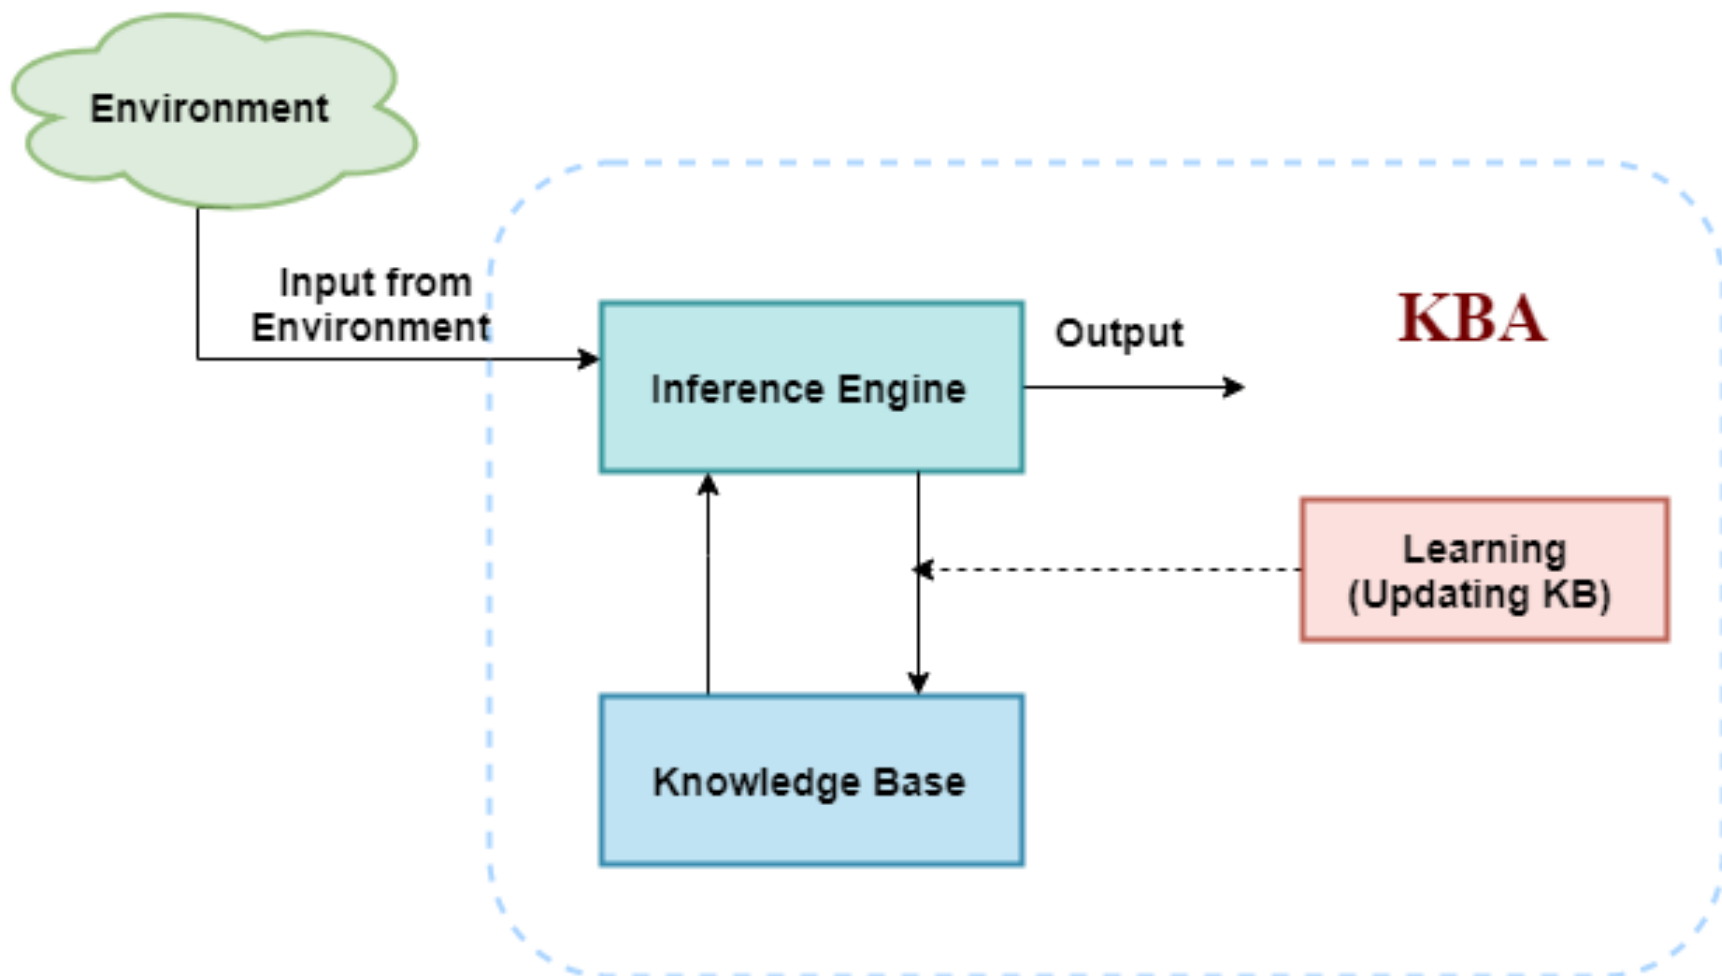 Environment
Input from
Environment
Inference Engine
Output
KBA
Learning
(Updating KB)
Knowledge Base